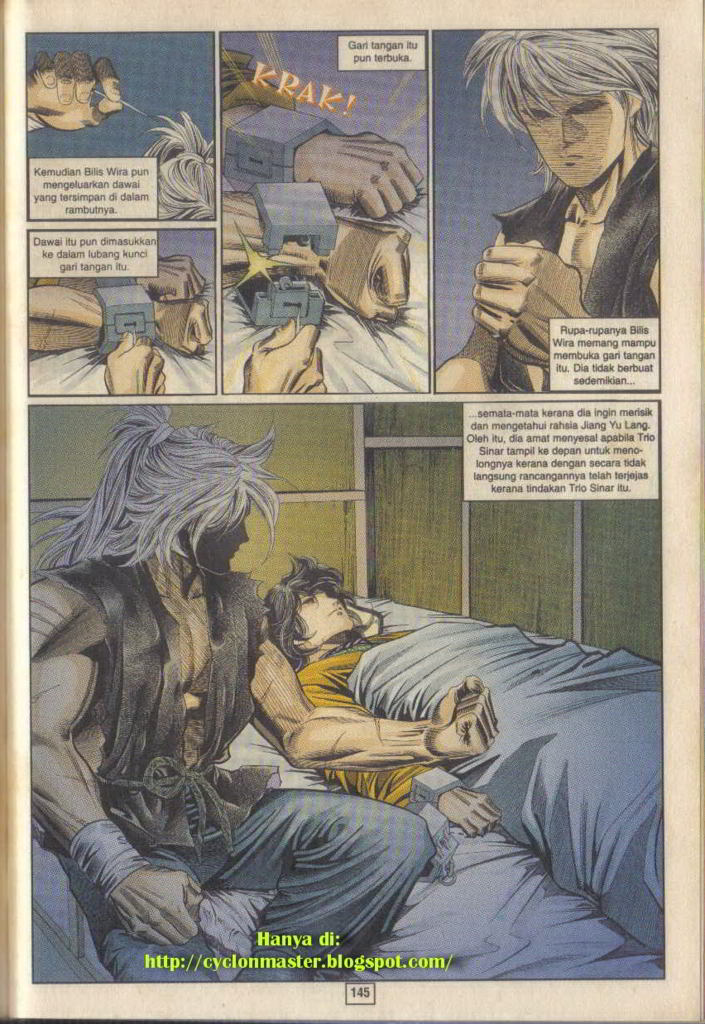 Kemudian Bilis Wira pun
mengeluarkan dawai
yang tersimpan di dalam
rambutnya.
Dawai itu pun dimasukkan
ke dalam lubang kunci
gari tangan itu.
Gari tangan itu
pun terbuka.
KRAK!
Rupa-rupanya Bilis
Wira memang mampu
membuka gari tangan
itu. Dia tidak berbuat
sedemikian...
...semata-mata kerana dia ingin merisik
dan mengetahui rahsia Jiang Yu Lang.
Oleh itu, dia amat menyesal apabila Trio
Sinar tampil ke depan untuk meno-
longnya kerana dengan secara tidak
langsung rancangannya telah terjejas
kerana tindakan Trio Sinar itu.
Hanya di:
http://cyclonmaster.blogspot.com/
145